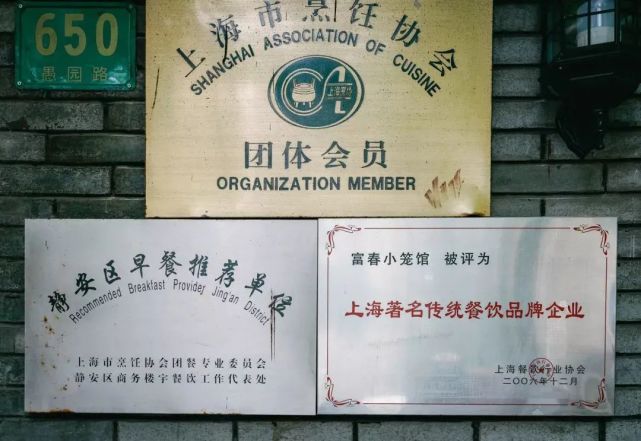 650
愚园路
上海市烹饪协会
SHANGHAI ASSOCIATION OF CUISINE
上海烹协
团体会员
ORGANIZATION MEMBER
静安区早餐推荐单位
Recommended Breakfast Provider, Jing'an District
上海市烹饪协会团餐专业委员会
静安区商务楼宇餐饮工作代表处
富春小笼馆 被评为
上海著名传统餐饮品牌企业
上海餐饮行业协会
二〇〇六年十二月